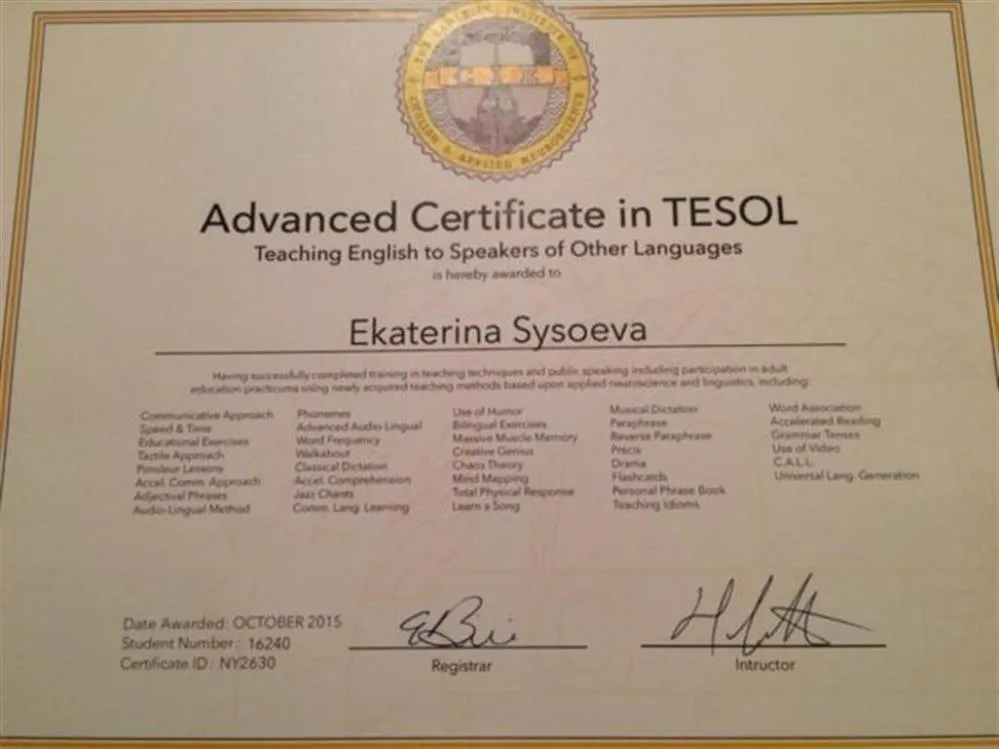 Advanced Certificate in TESOL
Teaching English to Speakers of Other Languages
is hereby awarded to
Ekaterina Sysoeva
Having successfully completed training in teaching techniques and public speaking including participation in adult
education practicums using newly acquired teaching methods based upon applied neuroscience and linguistics, including:
Communicative Approach
Speed & Time
Educational Exercises
Tactile Approach
Pimsleur Lessons
Accel. Comm. Approach
Adjectival Phrases
Audio-Lingual Method
Phonemes
Advanced Audio-Lingual
Word Frequency
Walkabout
Classical Dictation
Accel. Comprehension
Jazz Chants
Comm. Lang. Learning
Use of Humor
Bilingual Exercises
Massive Muscle Memory
Creative Genius
Chaos Theory
Mind Mapping
Total Physical Response
Learn a Song
Musical Dictation
Paraphrase
Reverse Paraphrase
Precis
Drama
Flashcards
Personal Phrase Book
Teaching Idioms
Word Association
Accelerated Reading
Grammar Tenses
Use of Video
C.A.L.L.
Universal Lang. Generation
Date Awarded: OCTOBER 2015
Student Number: 16240
Certificate ID: NY2630
Registrar
Intructor